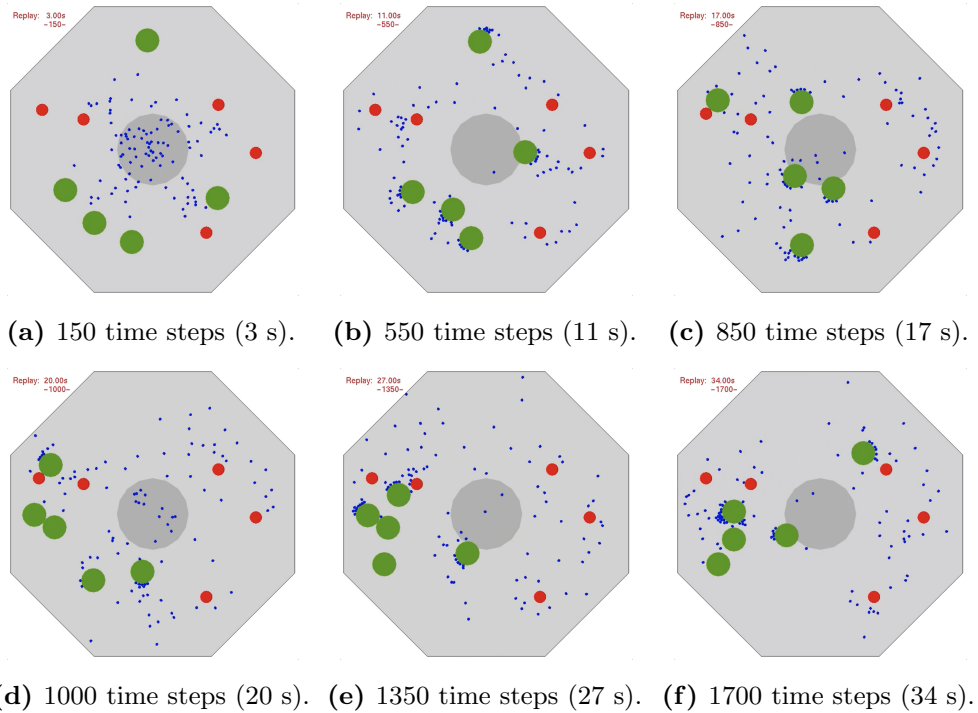 Replay: 3.00s
-150-
Replay: 11.00s
-550-
Replay: 17.00s
-850-
(a) 150 time steps (3 s).
(b) 550 time steps (11 s).
(c) 850 time steps (17 s).
Replay: 20.00s
-1000-
Replay: 27.00s
-1350-
Replay: 34.00s
-1700-
(d) 1000 time steps (20 s).
(e) 1350 time steps (27 s).
(f) 1700 time steps (34 s).